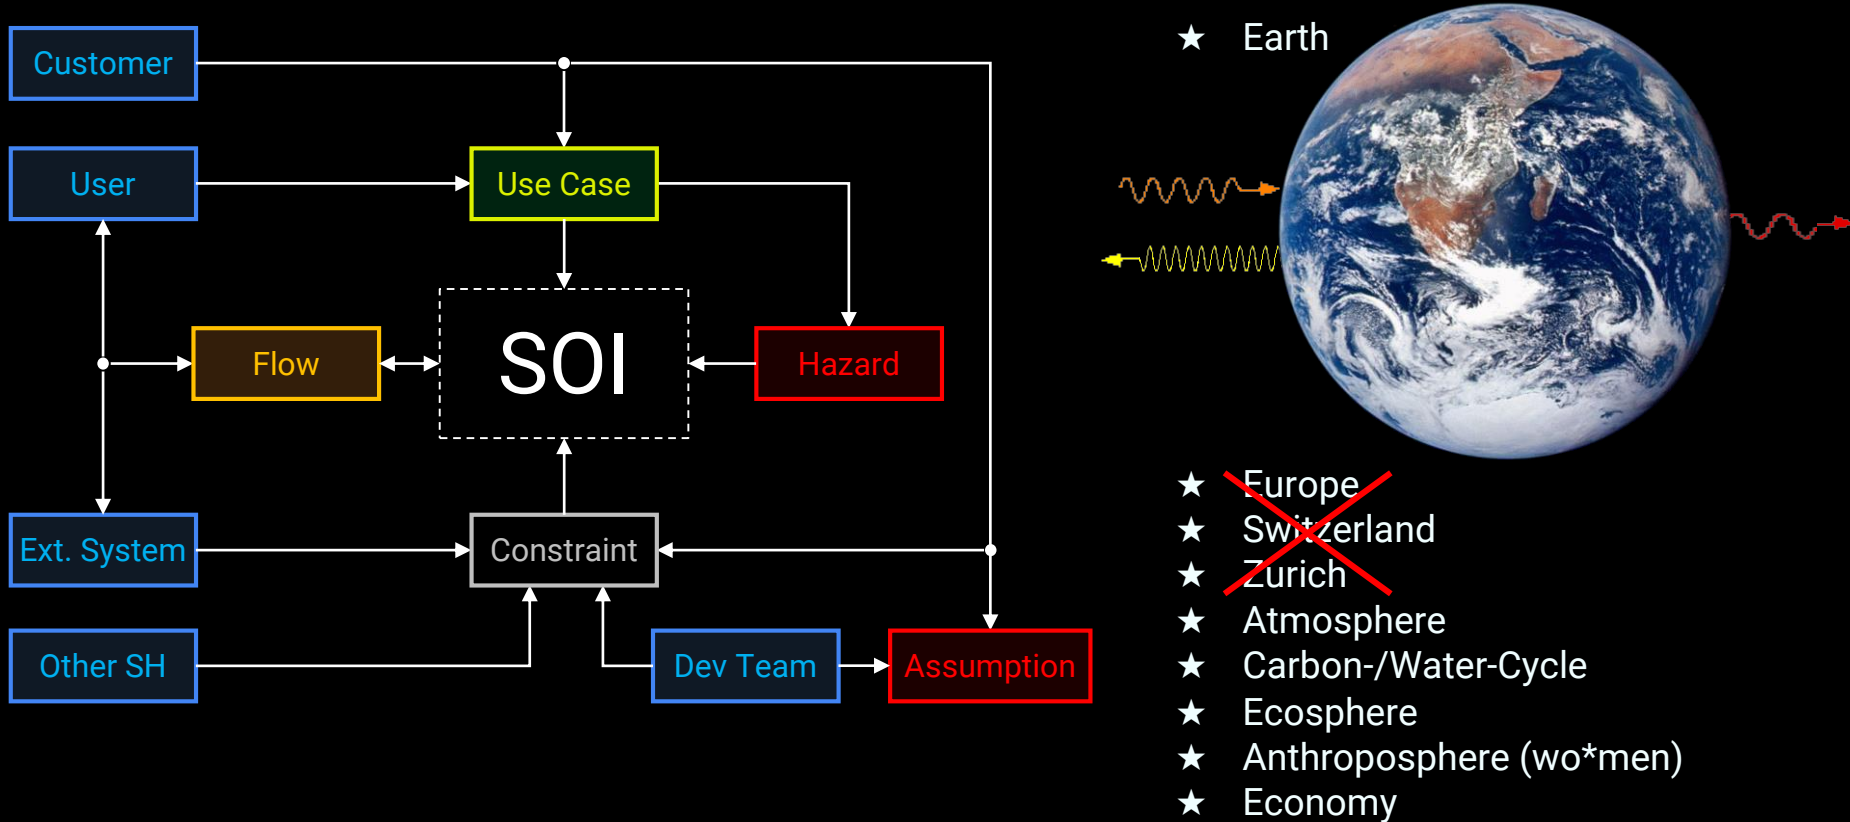 Customer
User
Use Case
Flow
SOI
Hazard
Ext. System
Constraint
Other SH
Dev Team
Assumption
★ Earth
★ Europe
★ Switzerland
★ Zurich
★ Atmosphere
★ Carbon-/Water-Cycle
★ Ecosphere
★ Anthroposphere (wo*men)
★ Economy